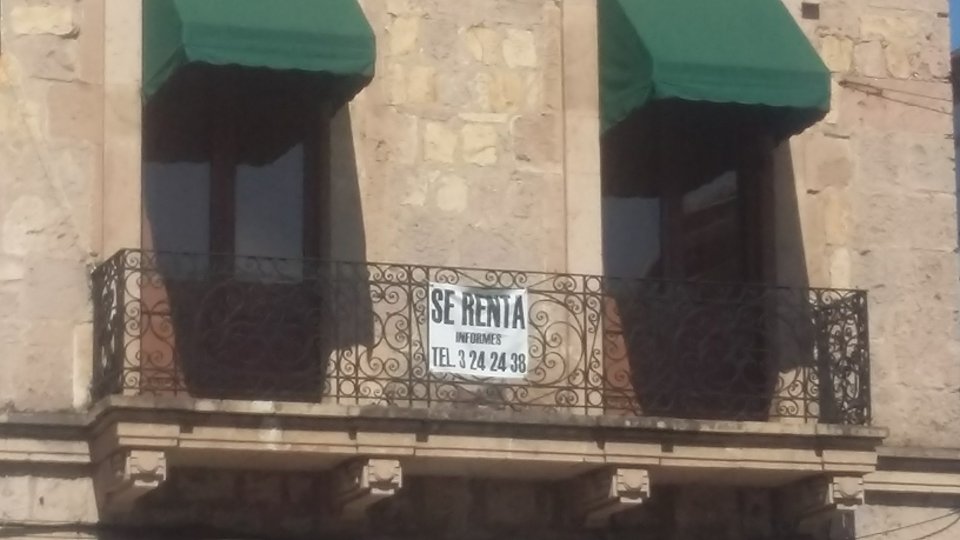 SE RENTA
INFORMES
TEL. 3 24 24 38